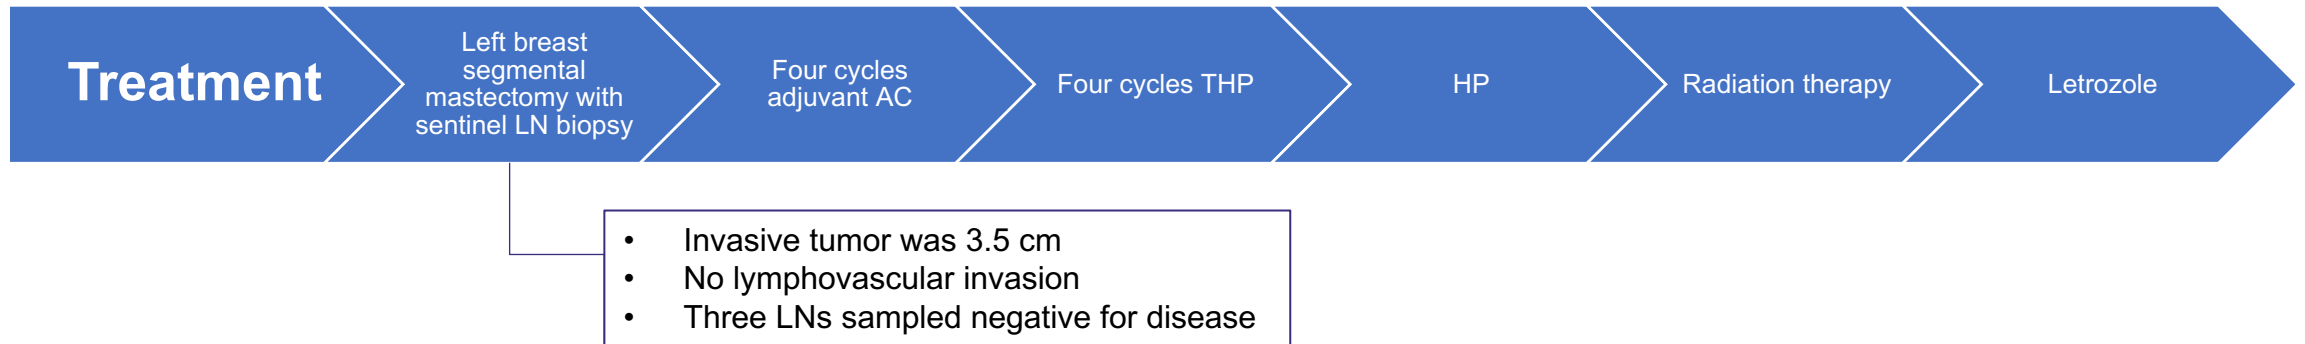 Treatment
Left breast
segmental
mastectomy with
sentinel LN biopsy
Four cycles
adjuvant AC
Four cycles THP
HP
Radiation therapy
Letrozole
• Invasive tumor was 3.5 cm
• No lymphovascular invasion
• Three LNs sampled negative for disease